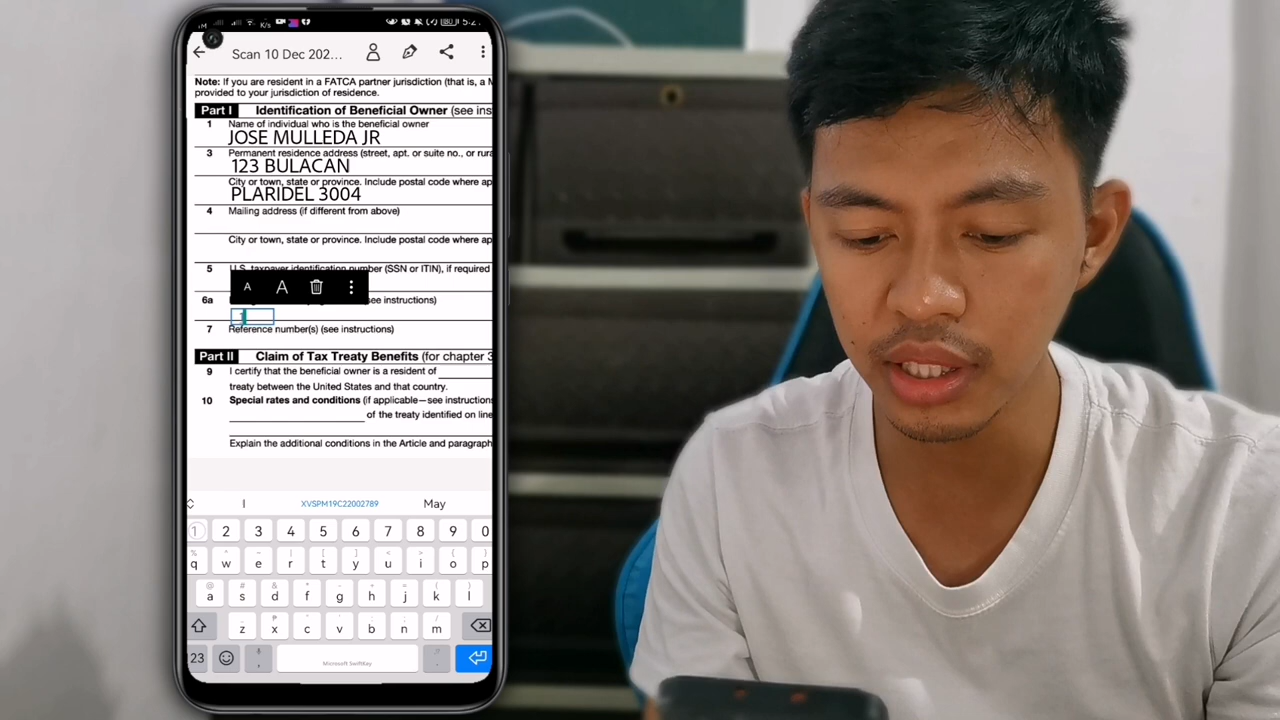 K/s
5:2
Scan 10 Dec 202...
Note: If you are resident in a FATCA partner jurisdiction (that is, a M
provided to your jurisdiction of residence.
Part I Identification of Beneficial Owner (see ins
1 Name of individual who is the beneficial owner
JOSE MULLEDA JR
3 Permanent residence address (street, apt. or suite no., or rura
123 BULACAN
City or town, state or province. Include postal code where ap
PLARIDEL 3004
4 Mailing address (if different from above)
City or town, state or province. Include postal code where ap
5 U.S. taxpayer identification number (SSN or ITIN), if required
A A
6a see instructions)
1
7 Reference number(s) (see instructions)
Part II Claim of Tax Treaty Benefits (for chapter 3
9 I certify that the beneficial owner is a resident of
treaty between the United States and that country.
10 Special rates and conditions (if applicable—see instructions
of the treaty identified on line
Explain the additional conditions in the Article and paragraph
I XVSPM19C22002789 May
1 2 3 4 5 6 7 8 9 0
q w e r t y u i o p
a s d f g h j k l
z x c v b n m
23 Microsoft SwiftKey